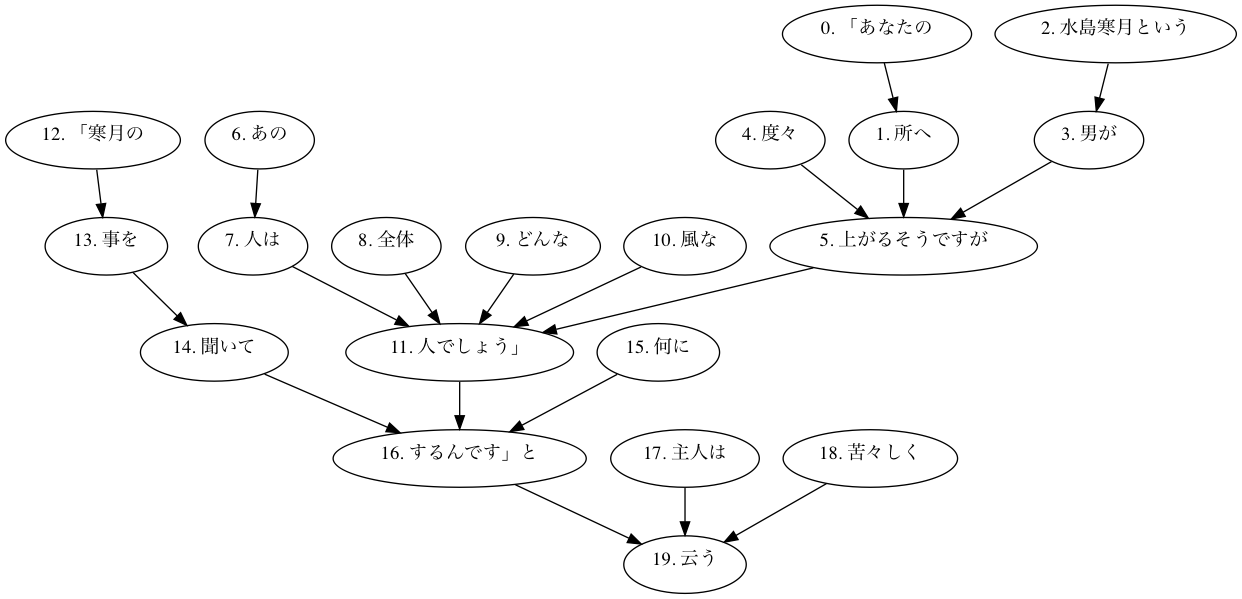 0. 「あなたの
2. 水島寒月という
12. 「寒月の
6. あの
4. 度々
1. 所へ
3. 男が
13. 事を
7. 人は
8. 全体
9. どんな
10. 風な
5. 上がるそうですが
14. 聞いて
11. 人でしょう」
15. 何に
16. するんです」と
17. 主人は
18. 苦々しく
19. 云う